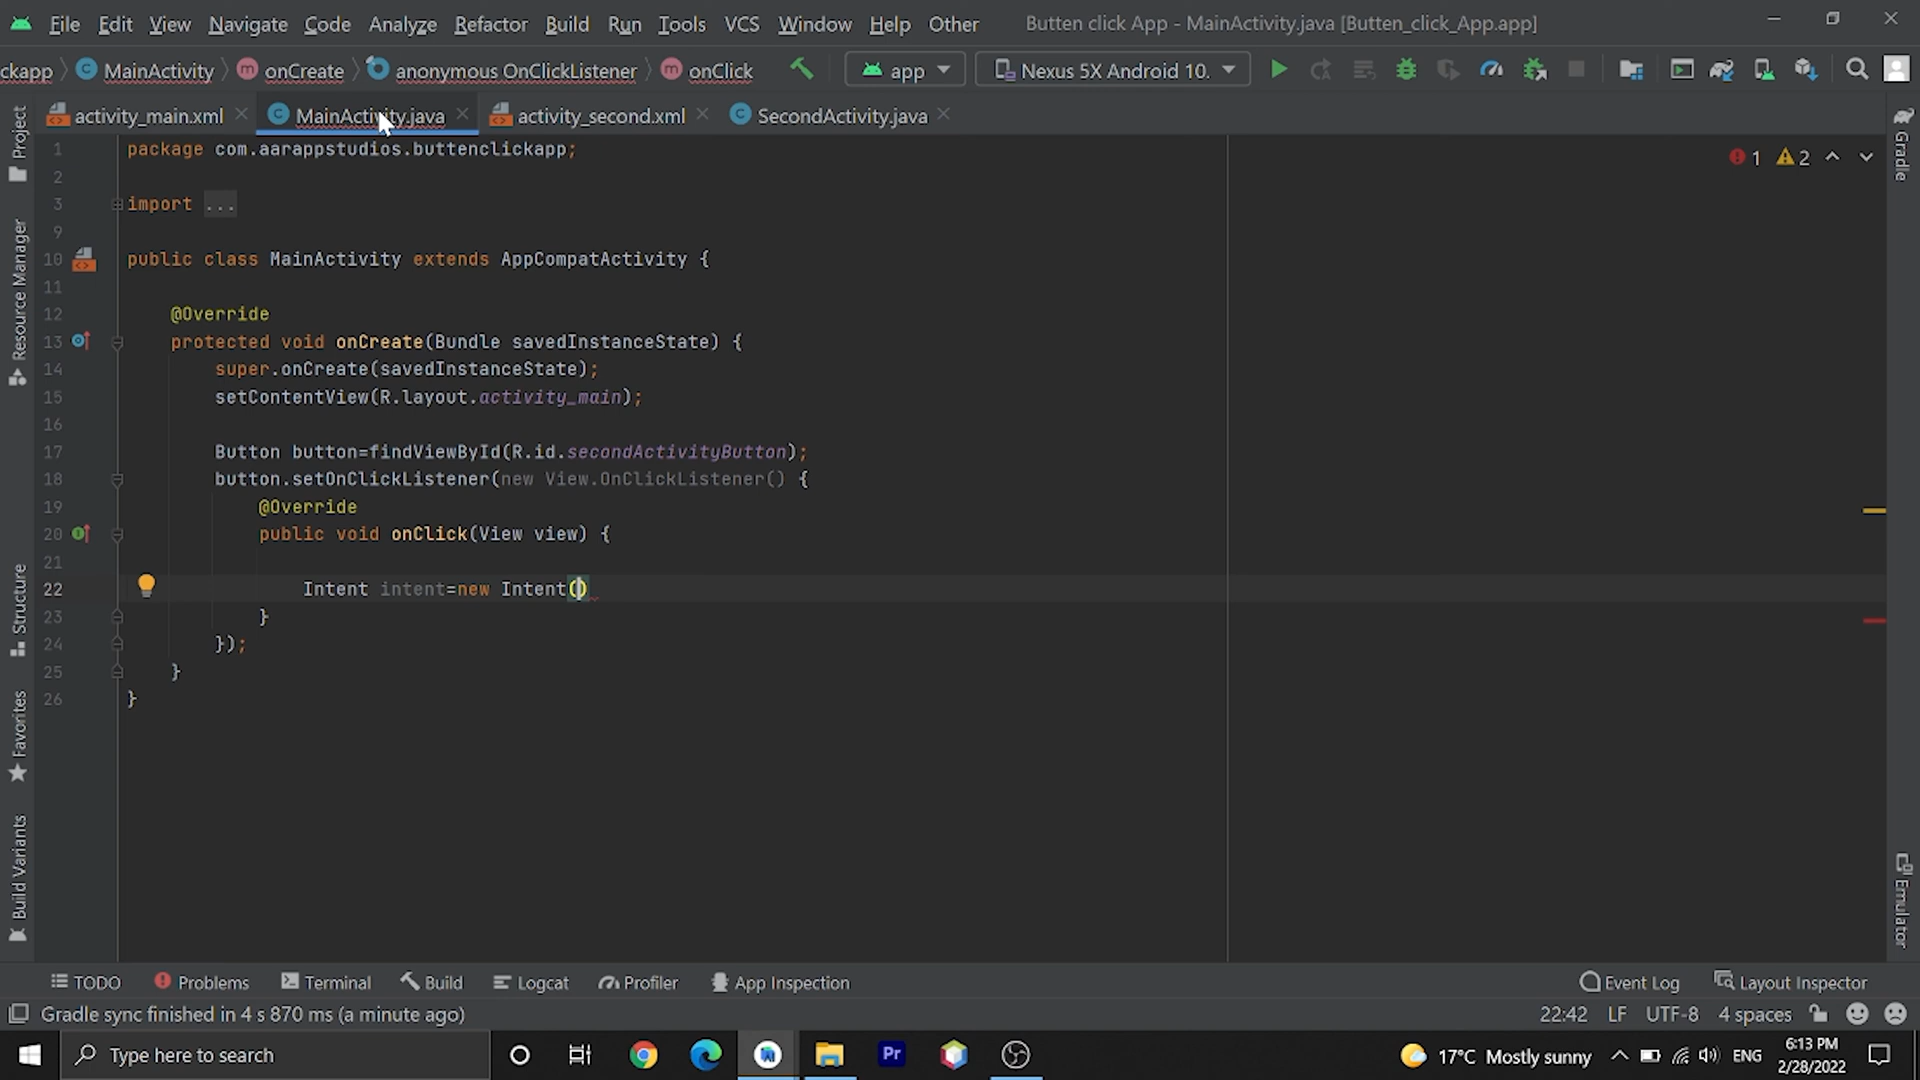 File Edit View Navigate Code Analyze Refactor Build Run Tools VCS Window Help Other Butten click App - MainActivity.java [Butten_click_App.app]
ckapp MainActivity onCreate anonymous OnClickListener onClick app Nexus 5X Android 10.
activity_main.xml MainActivity.java activity_second.xml SecondActivity.java
1 package com.aarappstudios.buttenclickapp; 1 2
2
3 import ...
9
10 public class MainActivity extends AppCompatActivity {
11
12 @Override
13 protected void onCreate(Bundle savedInstanceState) {
14 super.onCreate(savedInstanceState);
15 setContentView(R.layout.activity_main);
16
17 Button button=findViewById(R.id.secondActivityButton);
18 button.setOnClickListener(new View.OnClickListener() {
19 @Override
20 public void onClick(View view) {
21
22 Intent intent=new Intent()
23 }
24 });
25 }
26 }
Project
Resource Manager
Structure
Favorites
Build Variants
Gradle
Emulator
TODO Problems Terminal Build Logcat Profiler App Inspection Event Log Layout Inspector
Gradle sync finished in 4 s 870 ms (a minute ago) 22:42 LF UTF-8 4 spaces
Type here to search Pr 17°C Mostly sunny ENG 6:13 PM
2/28/2022